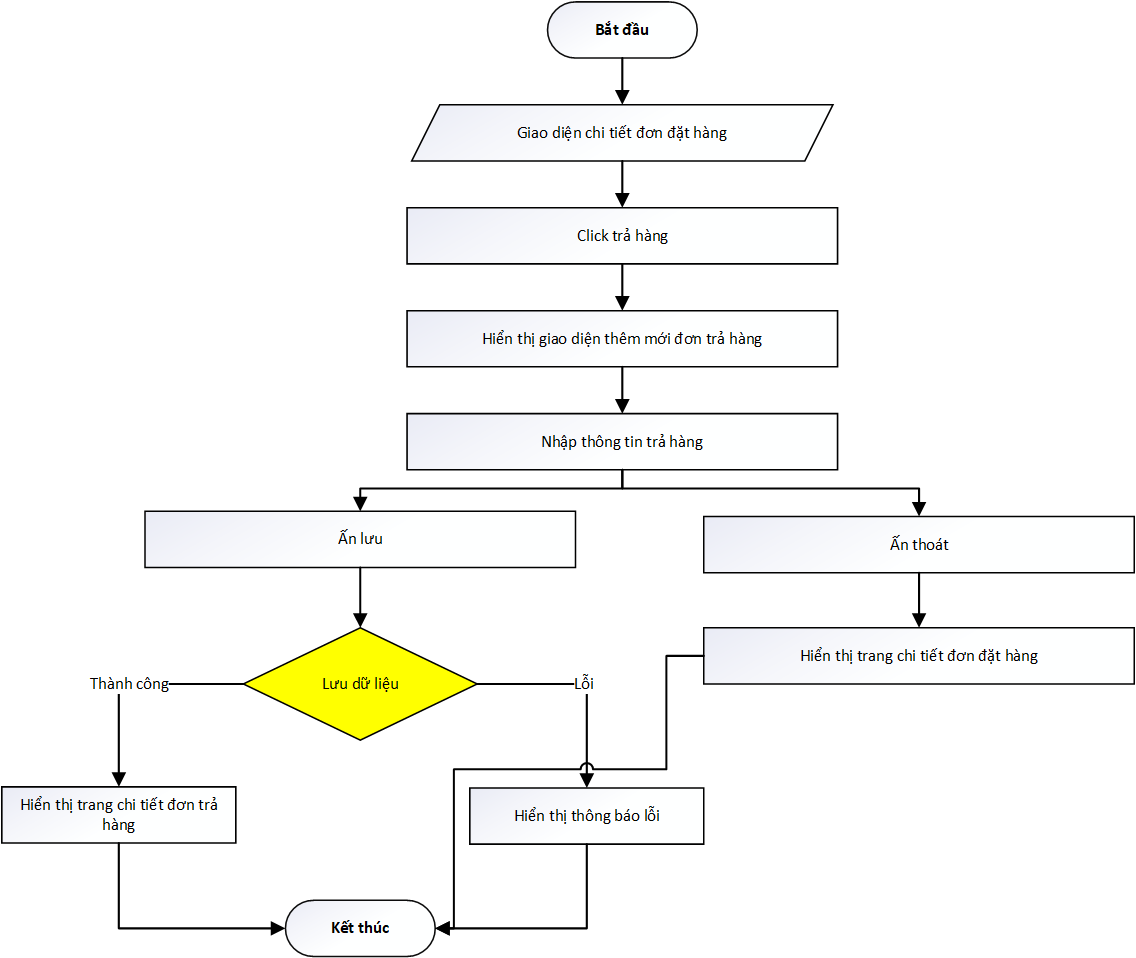 Bắt đầu
Giao diện chi tiết đơn đặt hàng
Click trả hàng
Hiển thị giao diện thêm mới đơn trả hàng
Nhập thông tin trả hàng
Ấn lưu
Ấn thoát
Hiển thị trang chi tiết đơn đặt hàng
Thành công
Lưu dữ liệu
Lỗi
Hiển thị trang chi tiết đơn trả
hàng
Hiển thị thông báo lỗi
Kết thúc